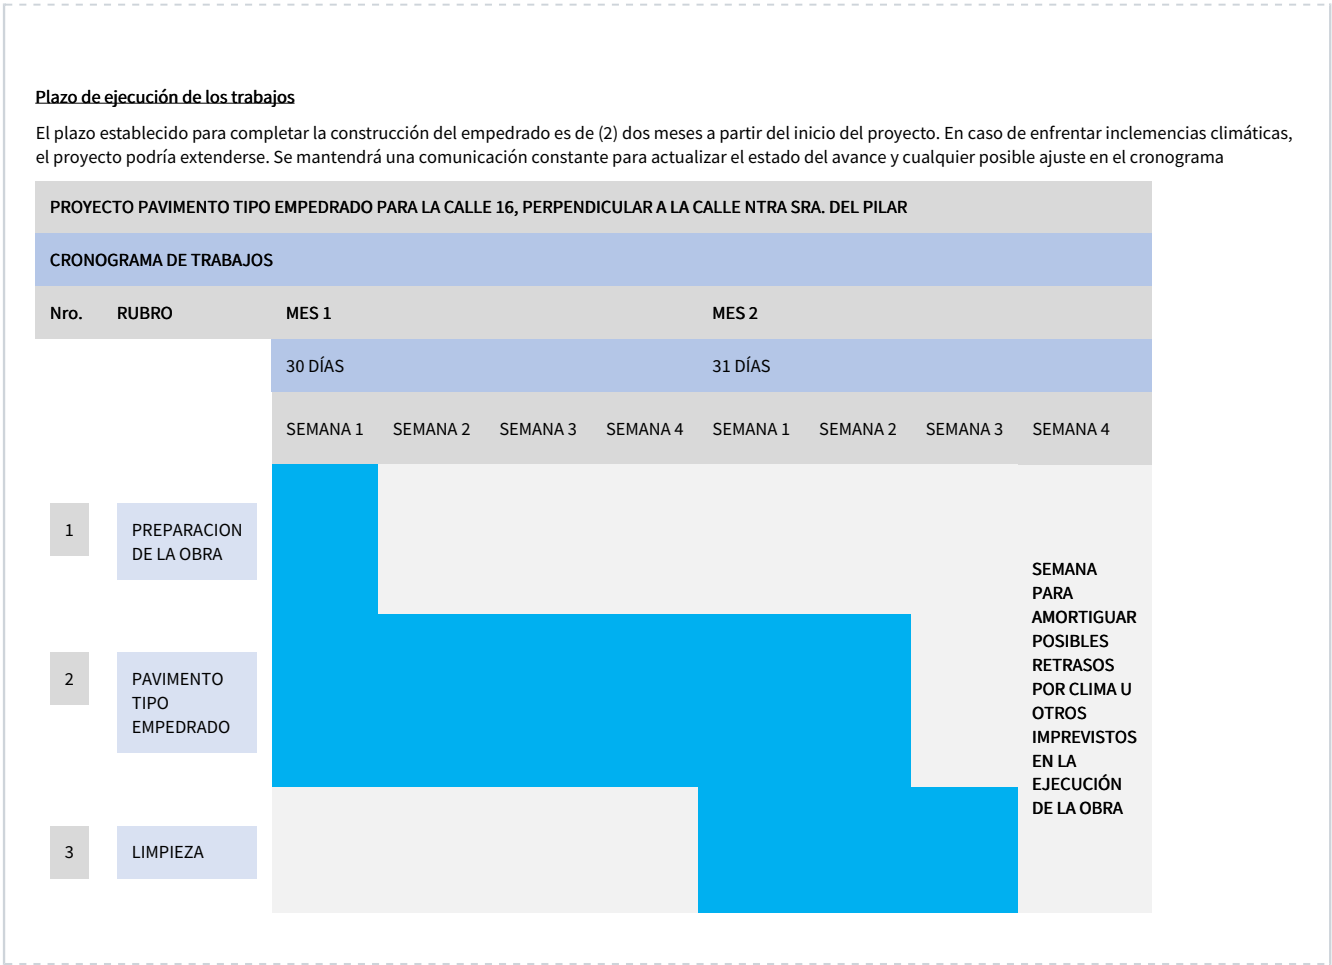 Plazo de ejecución de los trabajos
El plazo establecido para completar la construcción del empedrado es de (2) dos meses a partir del inicio del proyecto. En caso de enfrentar inclemencias climáticas,
el proyecto podría extenderse. Se mantendrá una comunicación constante para actualizar el estado del avance y cualquier posible ajuste en el cronograma
PROYECTO PAVIMENTO TIPO EMPEDRADO PARA LA CALLE 16, PERPENDICULAR A LA CALLE NTRA SRA. DEL PILAR
CRONOGRAMA DE TRABAJOS
Nro. RUBRO MES 1 MES 2
30 DÍAS 31 DÍAS
SEMANA 1 SEMANA 2 SEMANA 3 SEMANA 4 SEMANA 1 SEMANA 2 SEMANA 3 SEMANA 4
1 PREPARACION
DE LA OBRA
2 PAVIMENTO
TIPO
EMPEDRADO
3 LIMPIEZA
SEMANA
PARA
AMORTIGUAR
POSIBLES
RETRASOS
POR CLIMA U
OTROS
IMPREVISTOS
EN LA
EJECUCIÓN
DE LA OBRA